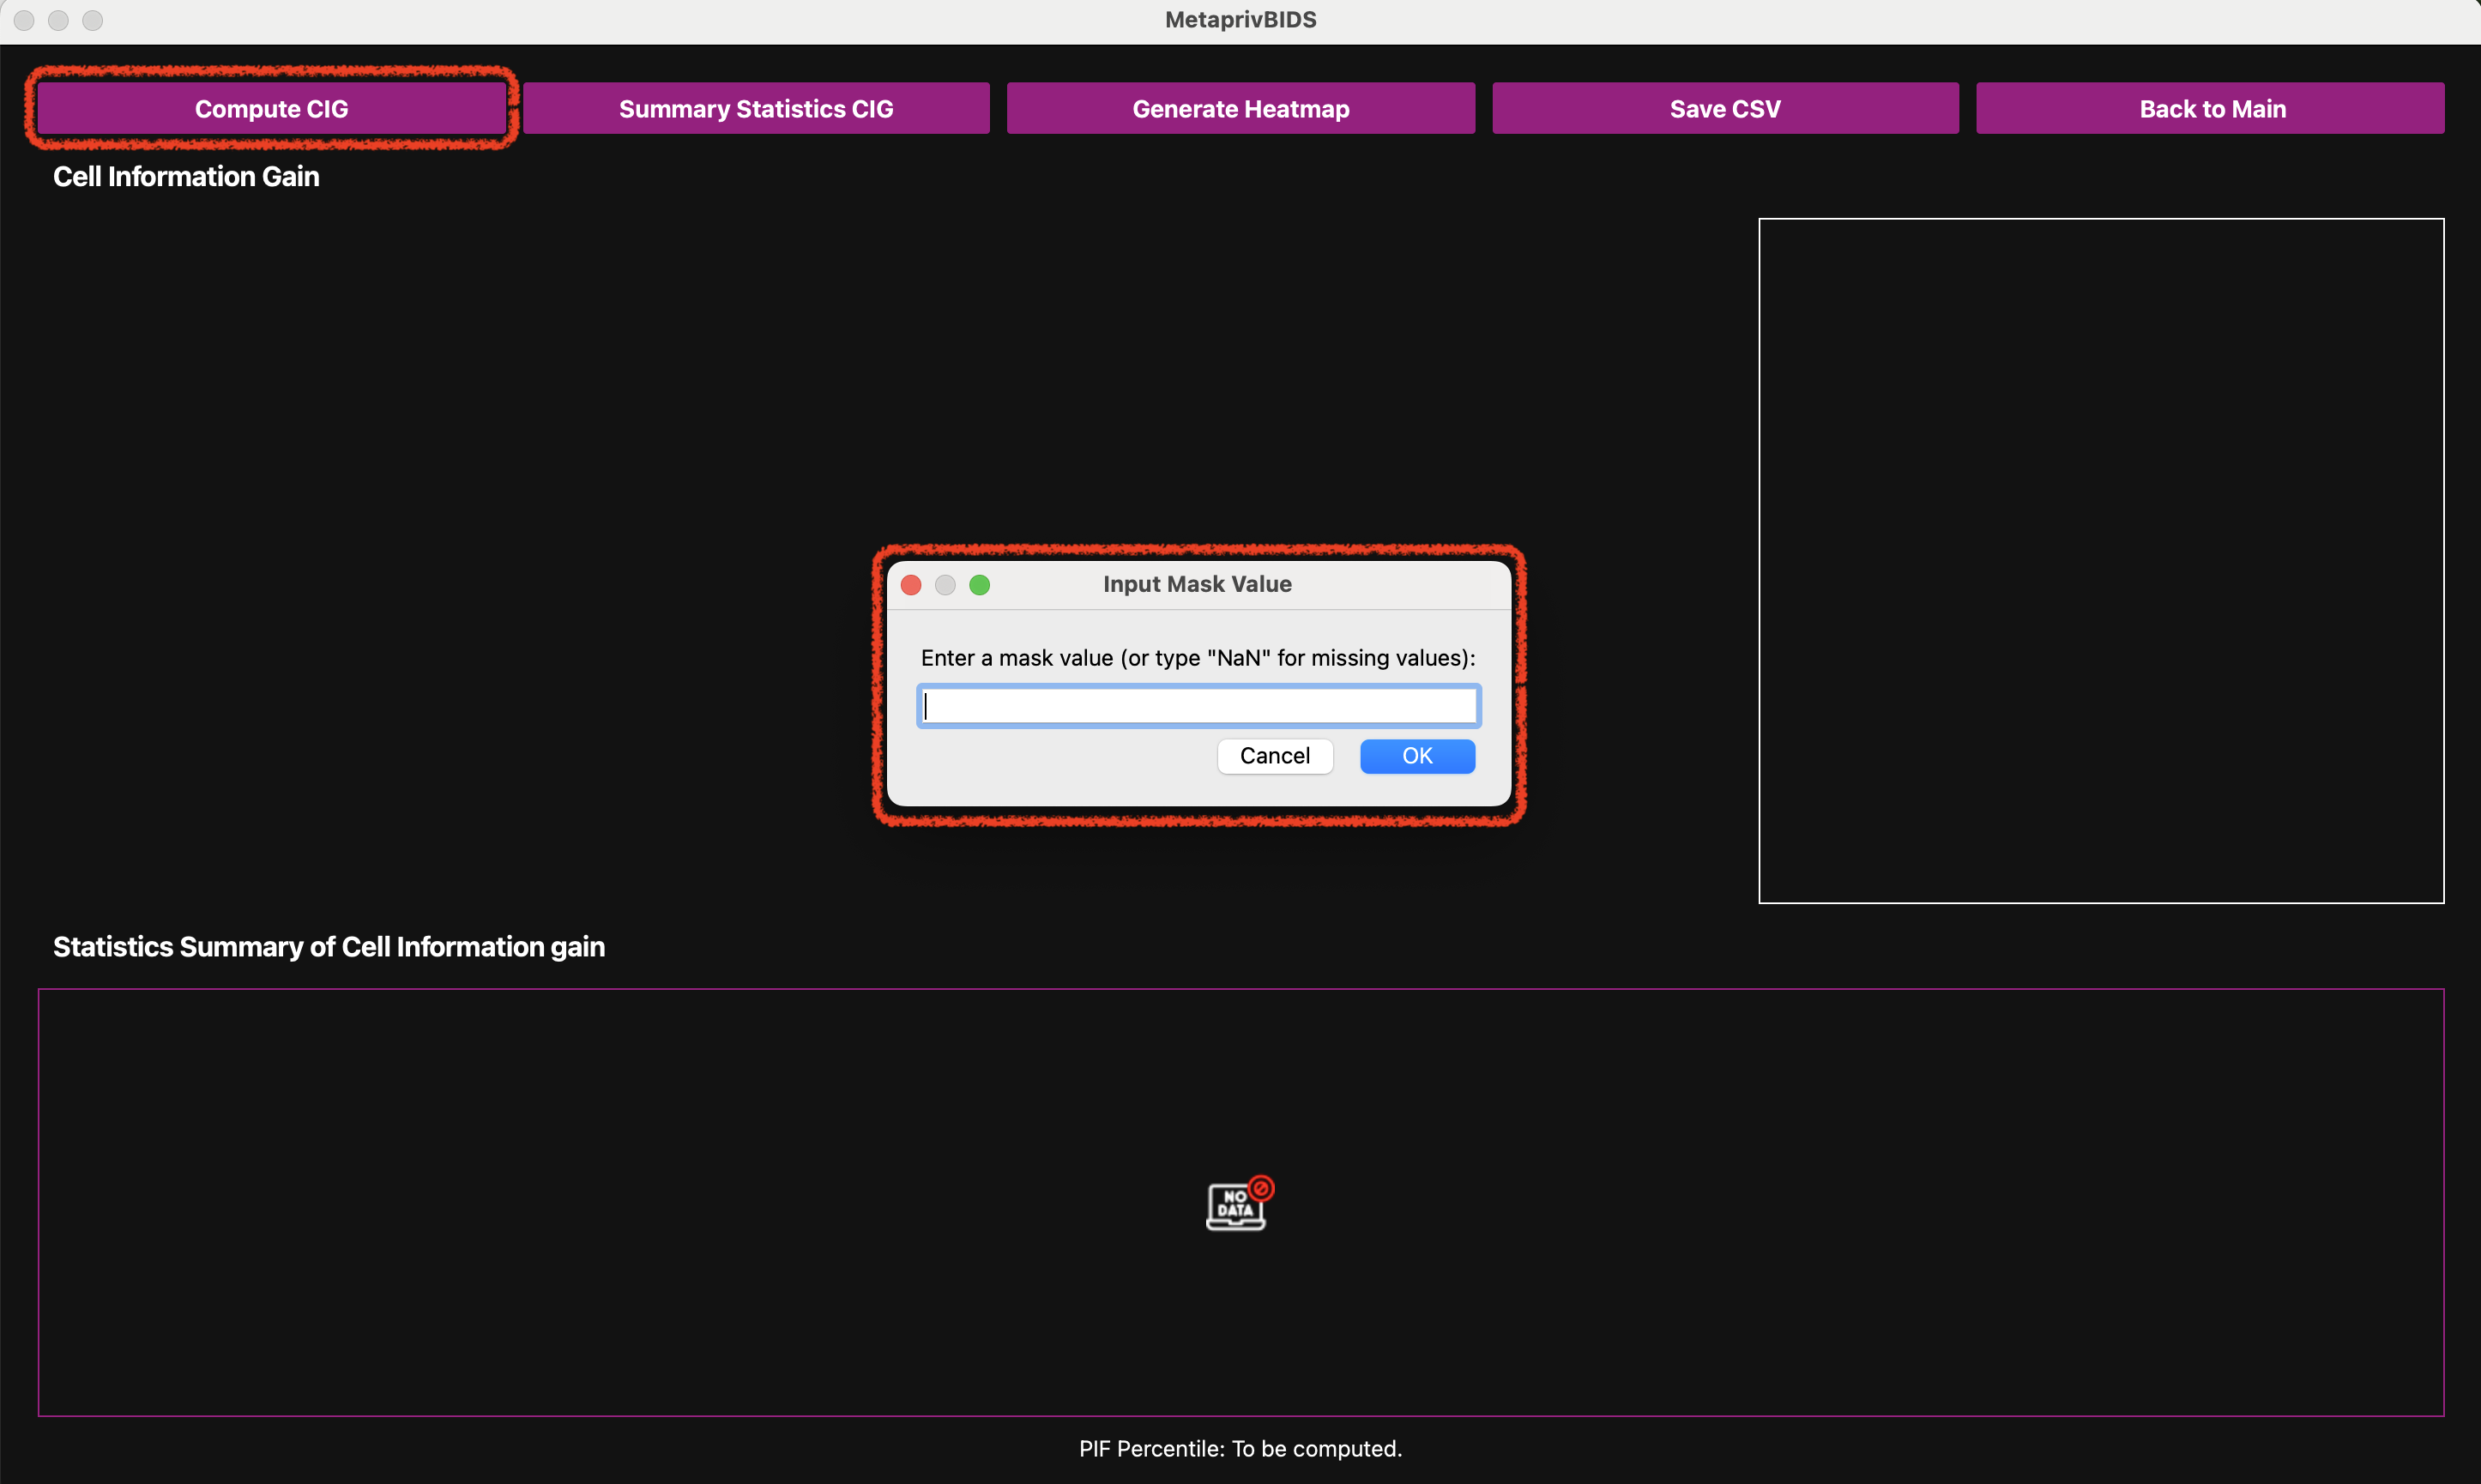 MetaprivBIDS
Compute CIG
Summary Statistics CIG
Generate Heatmap
Save CSV
Back to Main
Cell Information Gain
Input Mask Value
Enter a mask value (or type "NaN" for missing values):
Cancel
OK
Statistics Summary of Cell Information gain
NO
DATA
PIF Percentile: To be computed.